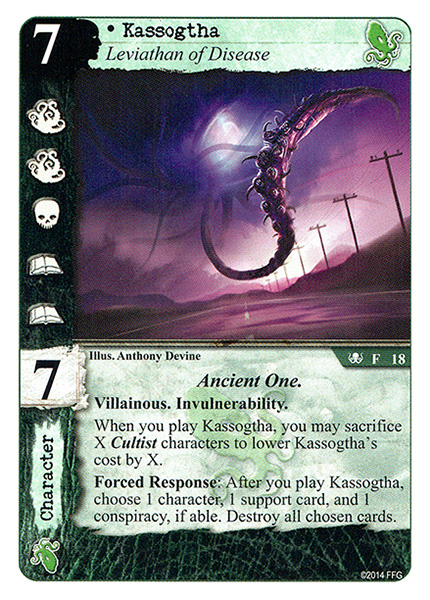 7
• Kassogtha
Leviathan of Disease
Illus. Anthony Devine
F 18
7
Character
Ancient One.
Villainous. Invulnerability.
When you play Kassogtha, you may sacrifice
X Cultist characters to lower Kassogtha's
cost by X.
Forced Response: After you play Kassogtha,
choose 1 character, 1 support card, and 1
conspiracy, if able. Destroy all chosen cards.
©2014 FFG